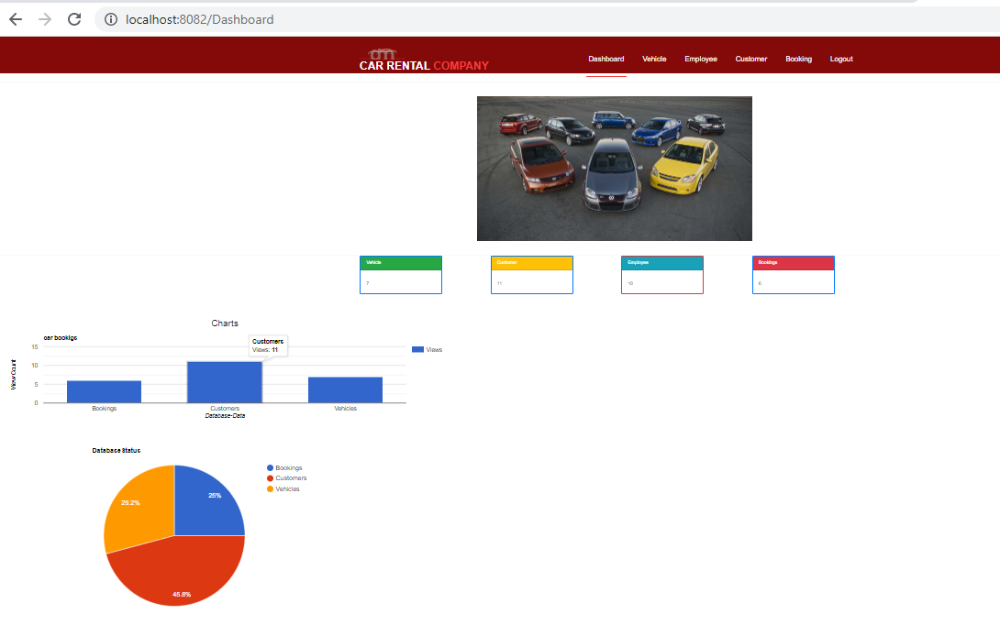 localhost:8082/Dashboard
CAR RENTAL COMPANY
Dashboard Vehicle Employee Customer Booking Logout
Vehicle Customer Employee Bookings
7 11 10 6
Charts
car bookigs
Customers
Views: 11
Views
15
10
5
0
View Count
Bookings Customers Vehicles
Database-Data
Database Status
Bookings
Customers
Vehicles
25%
29.2%
45.8%